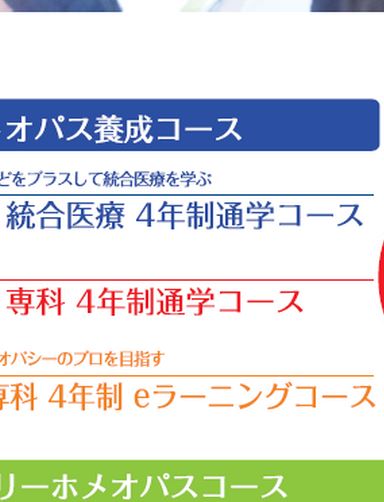 オパス養成コース
どをプラスして統合医療を学ぶ
統合医療 4年制通学コース
専科 4年制通学コース
オパシーのプロを目指す
専科 4年制 eラーニングコース
リーホメオパスコース